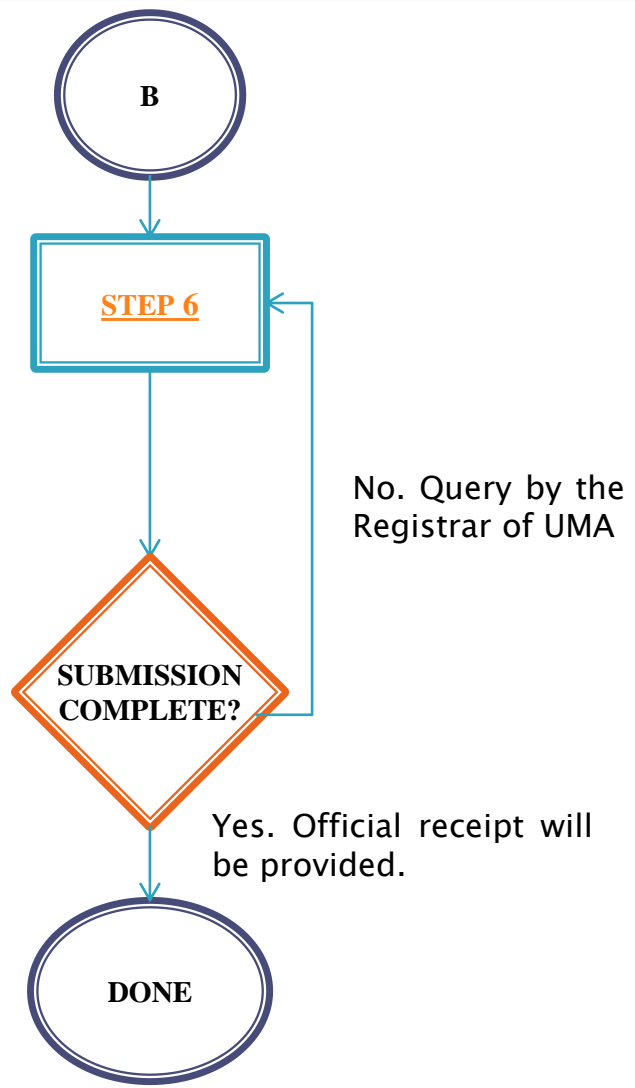 B
STEP 6
No. Query by the
Registrar of UMA
SUBMISSION
COMPLETE?
Yes. Official receipt will
be provided.
DONE